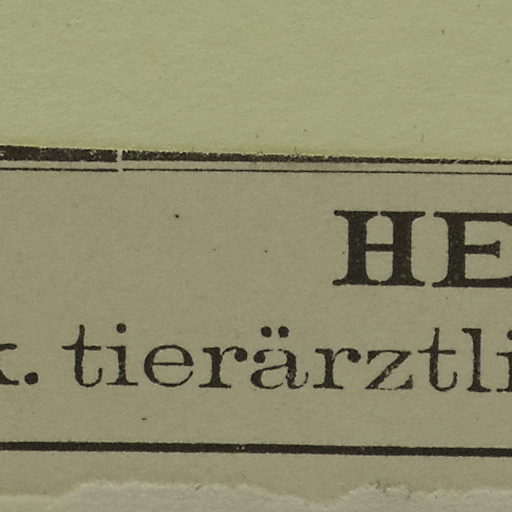 HE
k. tierärztli